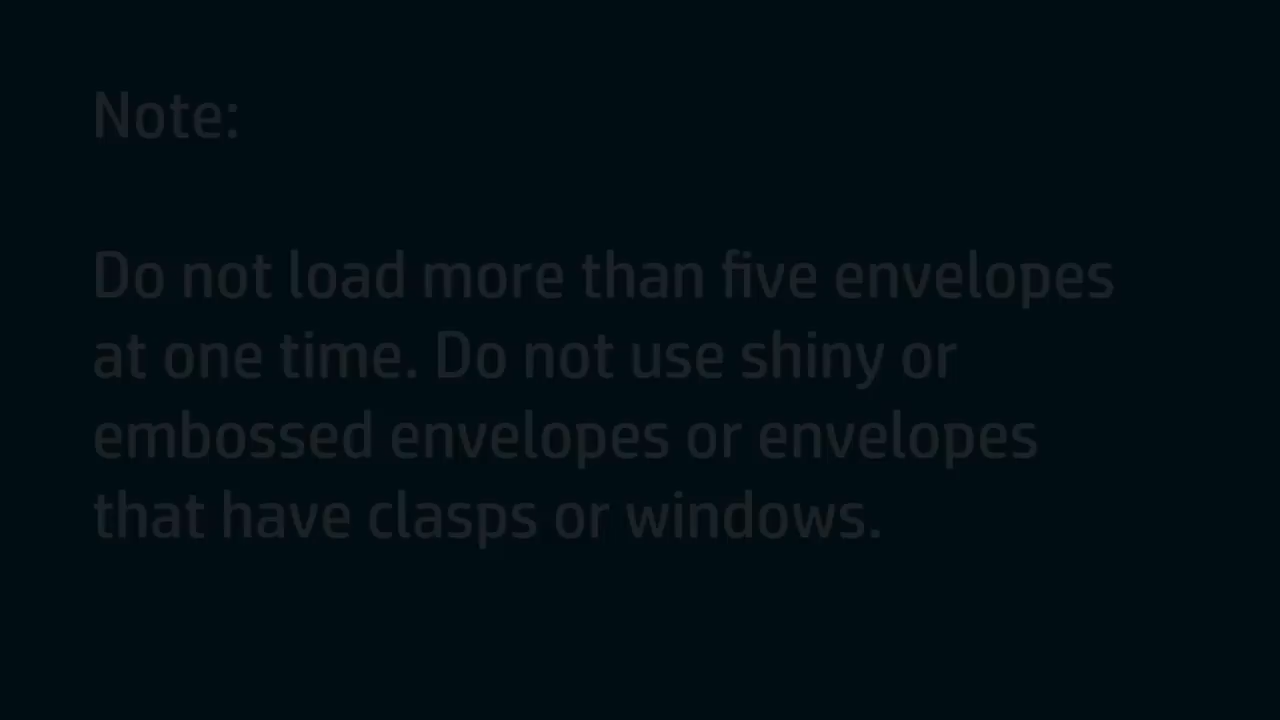 Note:
Do not load more than five envelopes
at one time. Do not use shiny or
embossed envelopes or envelopes
that have clasps or windows.